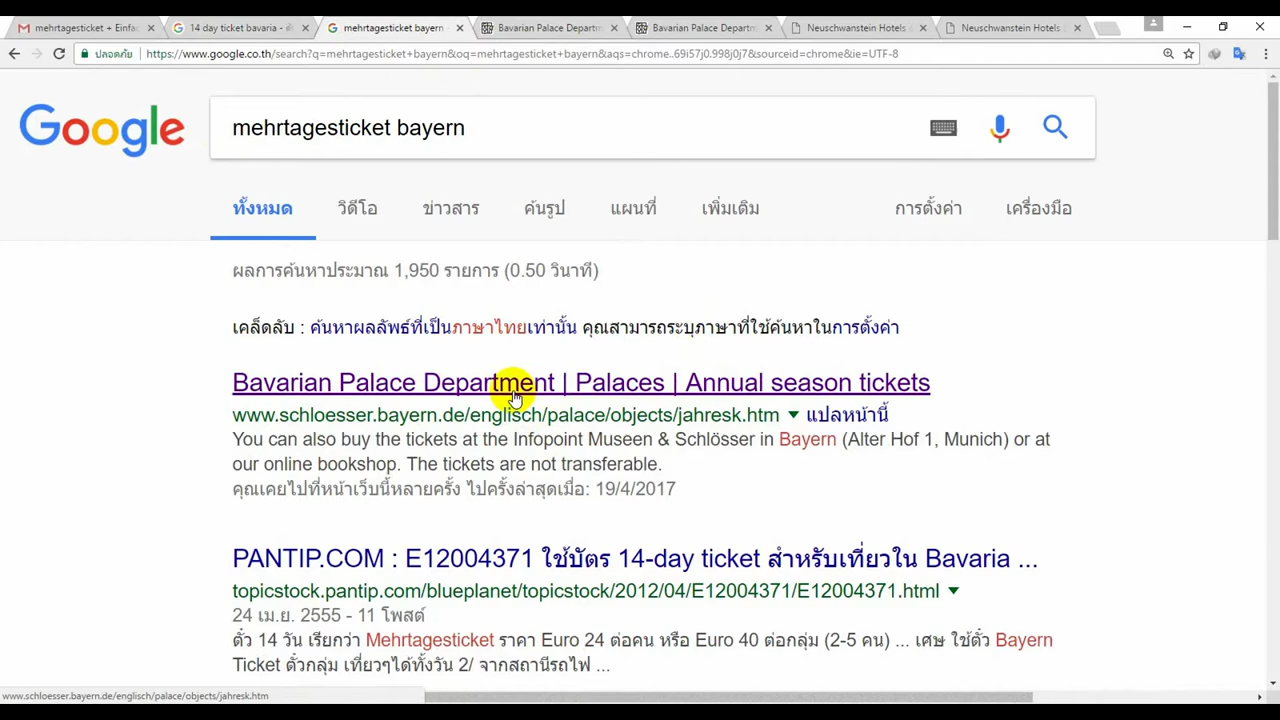 mehrtagesticket + Einfac
14 day ticket bavaria - ค้
mehrtagesticket bayern
Bavarian Palace Departm
Bavarian Palace Departm
Neuschwanstein Hotels &
Neuschwanstein Hotels &
ปลอดภัย https://www.google.co.th/search?q=mehrtagesticket+bayern&oq=mehrtagesticket+bayern&aqs=chrome..69i57j0.998j0j7&sourceid=chrome&ie=UTF-8
Google
mehrtagesticket bayern
ทั้งหมด วิดีโอ ข่าวสาร ค้นรูป แผนที่ เพิ่มเติม การตั้งค่า เครื่องมือ
ผลการค้นหาประมาณ 1,950 รายการ (0.50 วินาที)
เคล็ดลับ : ค้นหาผลลัพธ์ที่เป็นภาษาไทยเท่านั้น คุณสามารถระบุภาษาที่ใช้ค้นหาในการตั้งค่า
Bavarian Palace Department | Palaces | Annual season tickets
www.schloesser.bayern.de/englisch/palace/objects/jahresk.htm แปลหน้านี้
You can also buy the tickets at the Infopoint Museen & Schlösser in Bayern (Alter Hof 1, Munich) or at
our online bookshop. The tickets are not transferable.
คุณเคยไปที่หน้าเว็บนี้หลายครั้ง ไปครั้งล่าสุดเมื่อ: 19/4/2017
PANTIP.COM : E12004371 ใช้บัตร 14-day ticket สำหรับเที่ยวใน Bavaria ...
topicstock.pantip.com/blueplanet/topicstock/2012/04/E12004371/E12004371.html
24 เม.ย. 2555 - 11 โพสต์
ตั๋ว 14 วัน เรียกว่า Mehrtagesticket ราคา Euro 24 ต่อคน หรือ Euro 40 ต่อกลุ่ม (2-5 คน) ... เศษ ใช้ตั๋ว Bayern
Ticket ตั๋วกลุ่ม เที่ยวๆได้ทั้งวัน 2/ จากสถานีรถไฟ ...
www.schloesser.bayern.de/englisch/palace/objects/jahresk.htm